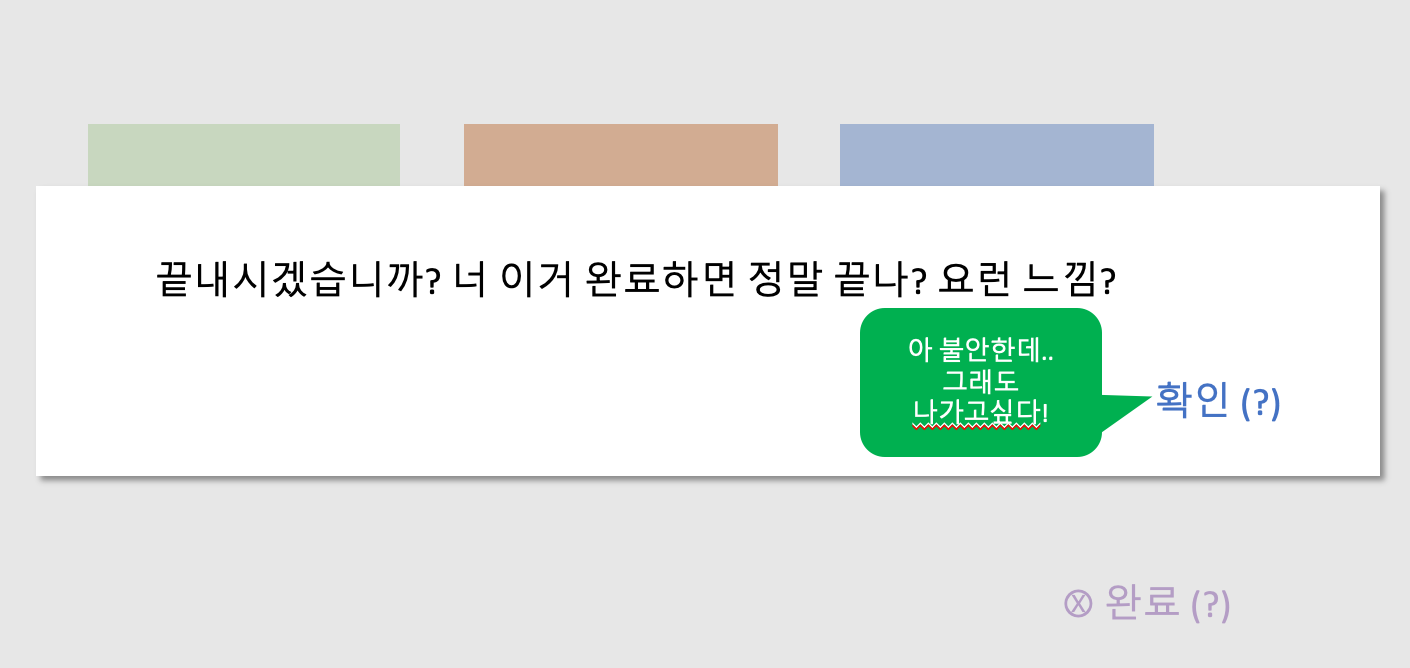 끝내시겠습니까? 너 이거 완료하면 정말 끝나? 요런 느낌?
아 불안한데..
그래도
나가고싶다!
확인 (?)
ⓧ 완료 (?)